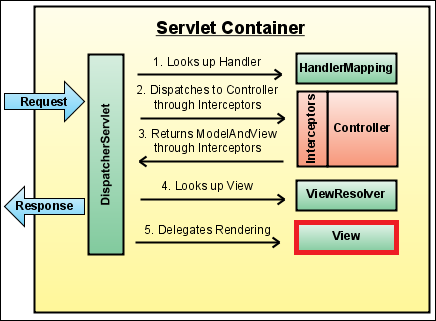 Servlet Container
1. Looks up Handler
HandlerMapping
Request
2. Dispatches to Controller
through Interceptors
Interceptors
Controller
DispatcherServlet
3. Returns ModelAndView
through Interceptors
4. Looks up View
ViewResolver
Response
5. Delegates Rendering
View